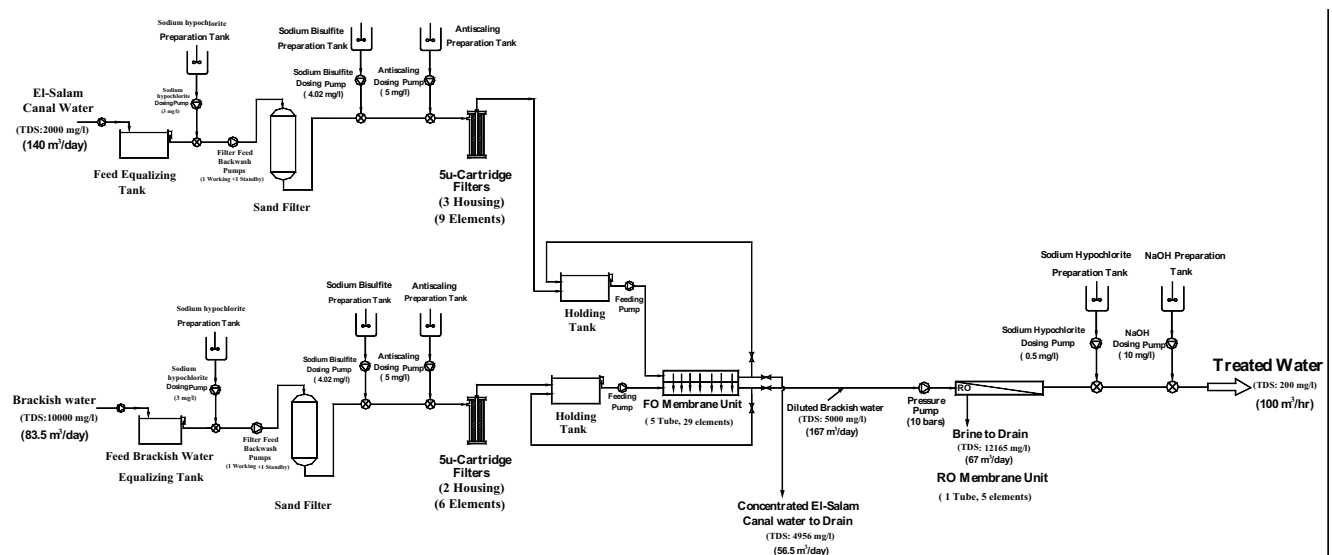 Sodium hypochlorite
Preparation Tank
Sodium Bisulfite
Preparation Tank
Antiscaling
Preparation Tank
El-Salam
Canal Water
(TDS:2000 mg/l)
(140 m³/day)
Sodium
hypochlorite
Dosing Pump
(3 mg/l)
Sodium Bisulfite
Dosing Pump
( 4.02 mg/l)
Antiscaling
Dosing Pump
( 5 mg/l)
Feed Equalizing
Tank
Filter Feed
Backwash
Pumps
(1 Working +1 Standby)
Sand Filter
5u-Cartridge
Filters
(3 Housing)
(9 Elements)
Sodium hypochlorite
Preparation Tank
Sodium Bisulfite
Preparation Tank
Antiscaling
Preparation Tank
Brackish water
(TDS:10000 mg/l)
(83.5 m³/day)
Sodium
hypochlorite
Dosing Pump
(3 mg/l)
Sodium Bisulfite
Dosing Pump
( 4.02 mg/l)
Antiscaling
Dosing Pump
( 5 mg/l)
Feed Brackish Water
Equalizing Tank
Filter Feed
Backwash
Pumps
(1 Working +1 Standby)
Sand Filter
5u-Cartridge
Filters
(2 Housing)
(6 Elements)
Holding
Tank
Feeding
Pump
Holding
Tank
Feeding
Pump
FO Membrane Unit
( 5 Tube, 29 elements)
Concentrated El-Salam
Canal water to Drain
(TDS: 4956 mg/l)
(56.5 m³/day)
Diluted Brackish water
(TDS: 5000 mg/l)
(167 m³/day)
Pressure
Pump
(10 bars)
RO
Brine to Drain
(TDS: 12165 mg/l)
(67 m³/day)
RO Membrane Unit
( 1 Tube, 5 elements)
Sodium Hypochlorite
Preparation Tank
NaOH Preparation
Tank
Sodium Hypochlorite
Dosing Pump
( 0.5 mg/l)
NaOH
Dosing Pump
( 10 mg/l)
Treated Water
(TDS: 200 mg/l)
(100 m³/hr)